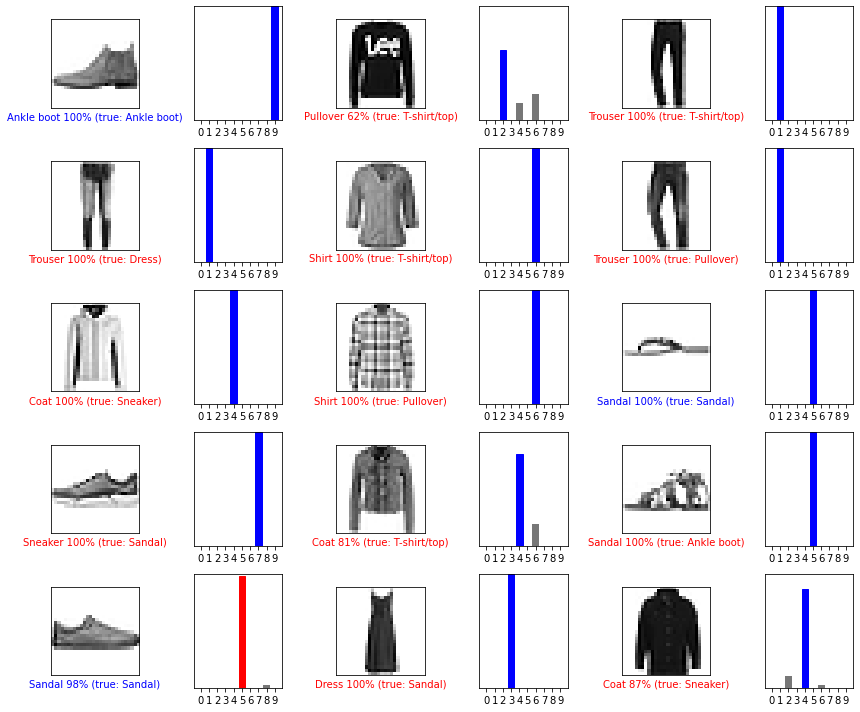 Lee
0 1 2 3 4 5 6 7 8 9
0 1 2 3 4 5 6 7 8 9
0 1 2 3 4 5 6 7 8 9
Ankle boot 100% (true: Ankle boot)
Pullover 62% (true: T-shirt/top)
Trouser 100% (true: T-shirt/top)
0 1 2 3 4 5 6 7 8 9
0 1 2 3 4 5 6 7 8 9
0 1 2 3 4 5 6 7 8 9
Trouser 100% (true: Dress)
Shirt 100% (true: T-shirt/top)
Trouser 100% (true: Pullover)
0 1 2 3 4 5 6 7 8 9
0 1 2 3 4 5 6 7 8 9
0 1 2 3 4 5 6 7 8 9
Coat 100% (true: Sneaker)
Shirt 100% (true: Pullover)
Sandal 100% (true: Sandal)
0 1 2 3 4 5 6 7 8 9
0 1 2 3 4 5 6 7 8 9
0 1 2 3 4 5 6 7 8 9
Sneaker 100% (true: Sandal)
Coat 81% (true: T-shirt/top)
Sandal 100% (true: Ankle boot)
0 1 2 3 4 5 6 7 8 9
0 1 2 3 4 5 6 7 8 9
0 1 2 3 4 5 6 7 8 9
Sandal 98% (true: Sandal)
Dress 100% (true: Sandal)
Coat 87% (true: Sneaker)